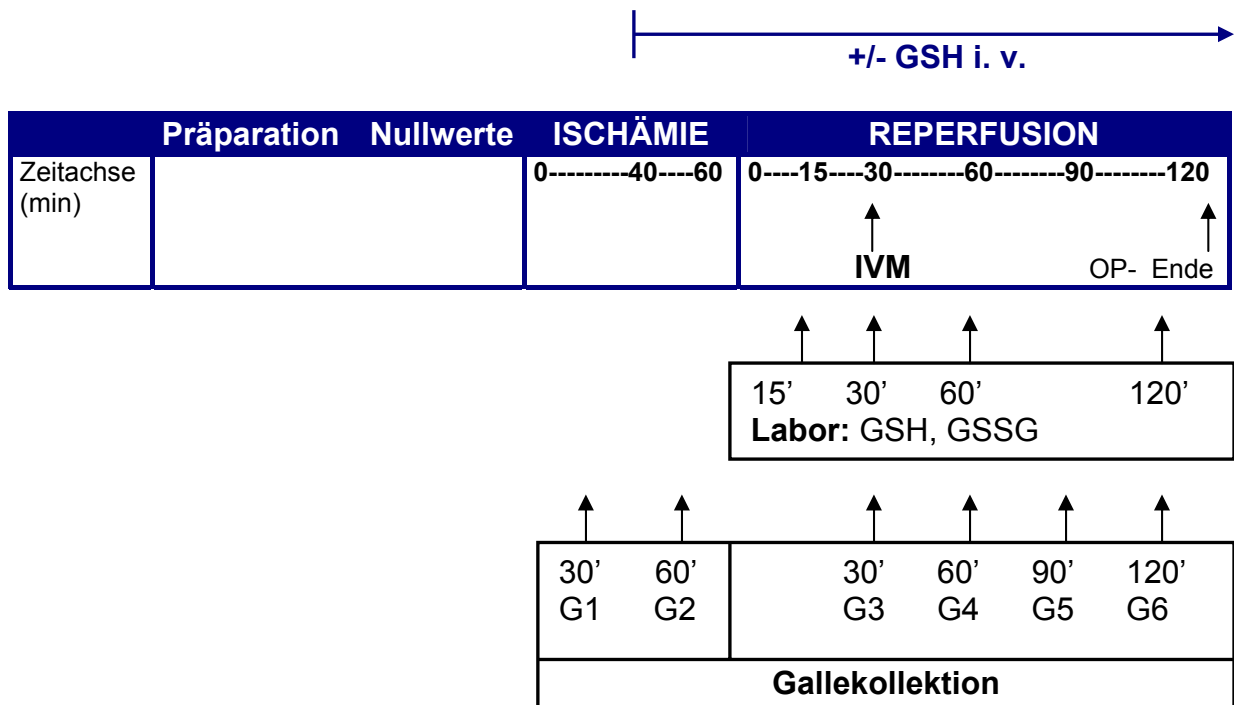 +/- GSH i. v.
Präparation Nullwerte ISCHÄMIE REPERFUSION
Zeitachse 0---------40----60 0----15----30--------60--------90--------120
(min)
IVM OP- Ende
15’ 30’ 60’ 120’
Labor: GSH, GSSG
30’ 60’ 30’ 60’ 90’ 120’
G1 G2 G3 G4 G5 G6
Gallekollektion